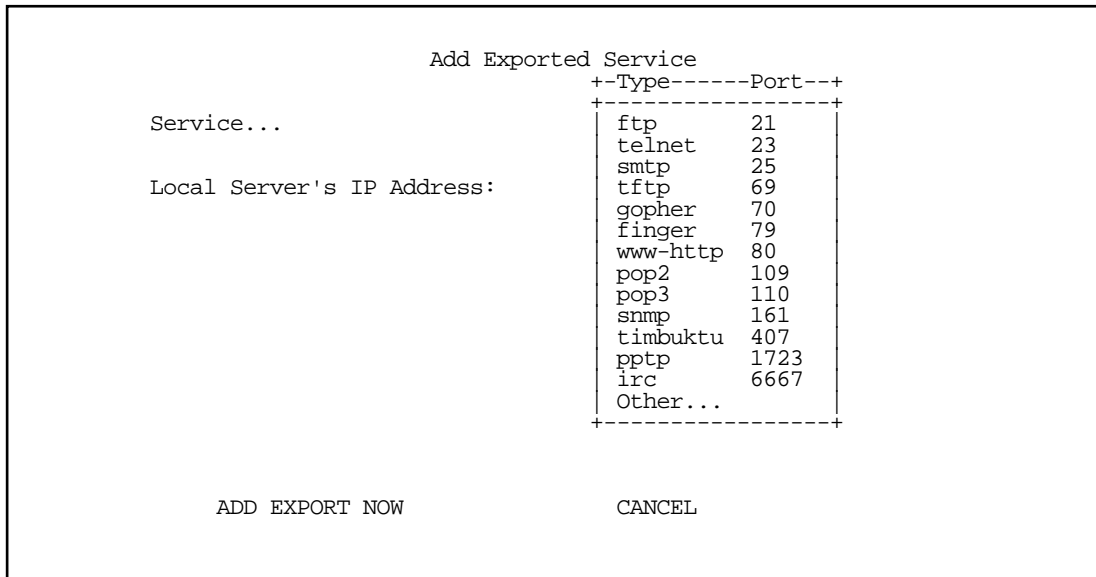 Add Exported Service
+-Type------Port--+
+-----------------+
Service... | ftp 21 |
| telnet 23 |
| smtp 25 |
Local Server's IP Address: | tftp 69 |
| gopher 70 |
| finger 79 |
| www-http 80 |
| pop2 109 |
| pop3 110 |
| snmp 161 |
| timbuktu 407 |
| pptp 1723 |
| irc 6667 |
| Other... |
+-----------------+
ADD EXPORT NOW CANCEL